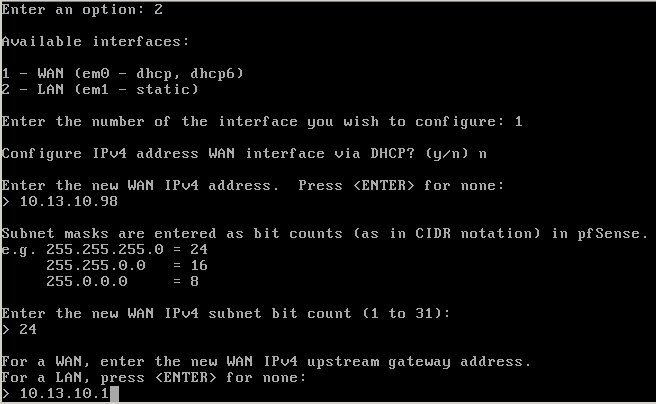 Enter an option: 2
Available interfaces:
1 - WAN (em0 - dhcp, dhcp6)
2 - LAN (em1 - static)
Enter the number of the interface you wish to configure: 1
Configure IPv4 address WAN interface via DHCP? (y/n) n
Enter the new WAN IPv4 address.  Press <ENTER> for none:
> 10.13.10.98
Subnet masks are entered as bit counts (as in CIDR notation) in pfSense.
e.g. 255.255.255.0 = 24
     255.255.0.0   = 16
     255.0.0.0     = 8
Enter the new WAN IPv4 subnet bit count (1 to 31):
> 24
For a WAN, enter the new WAN IPv4 upstream gateway address.
For a LAN, press <ENTER> for none:
> 10.13.10.1